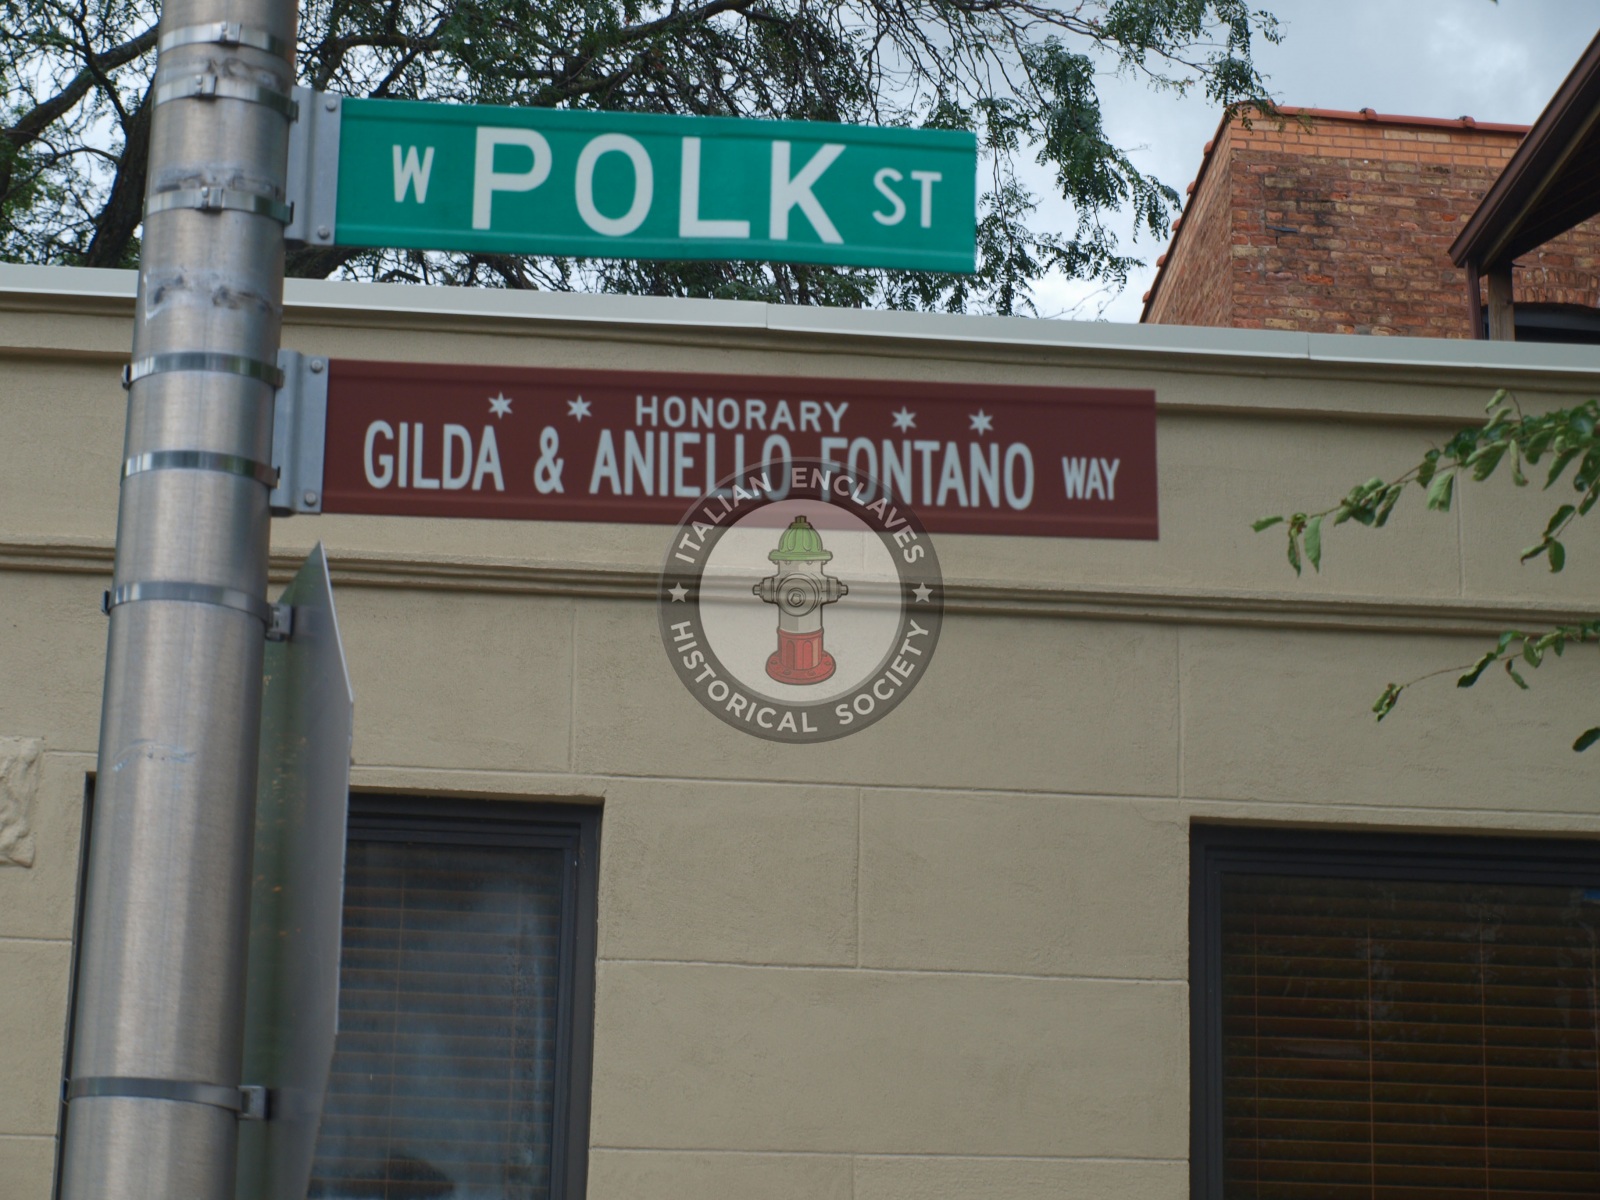 W POLK ST
HONORARY
GILDA & ANIELLO FONTANO WAY
ITALIAN ENCLAVES
HISTORICAL SOCIETY